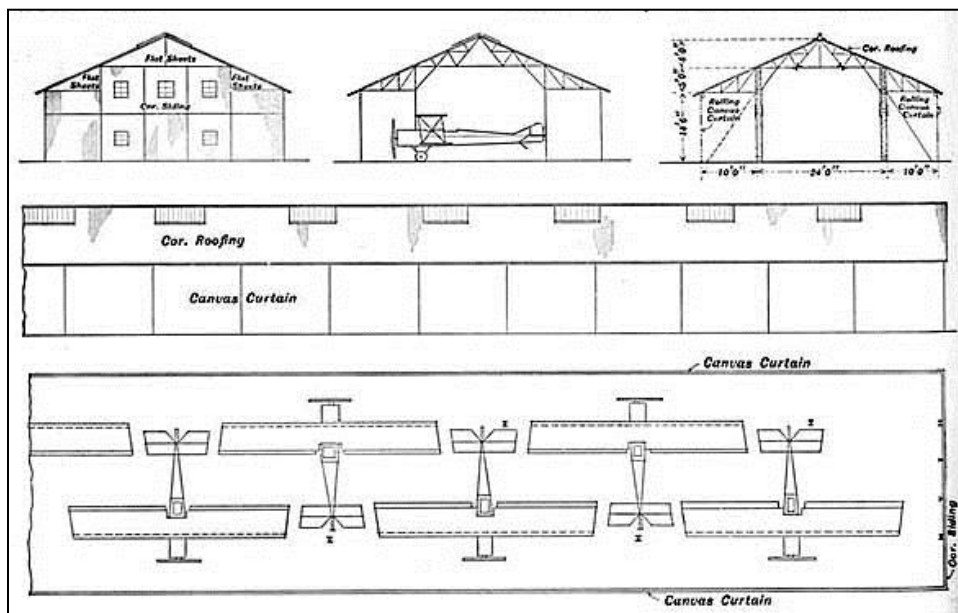 Flat Sheets
Flat
Sheets
Flat
Sheets
Cor. Siding
Cor. Roofing
Rolling
Canvas
Curtain
Rolling
Canvas
Curtain
14'0"
10'0"
24'0"
10'0"
Cor. Roofing
Canvas Curtain
Canvas Curtain
H
H
H
H
Cor. Siding
Canvas Curtain